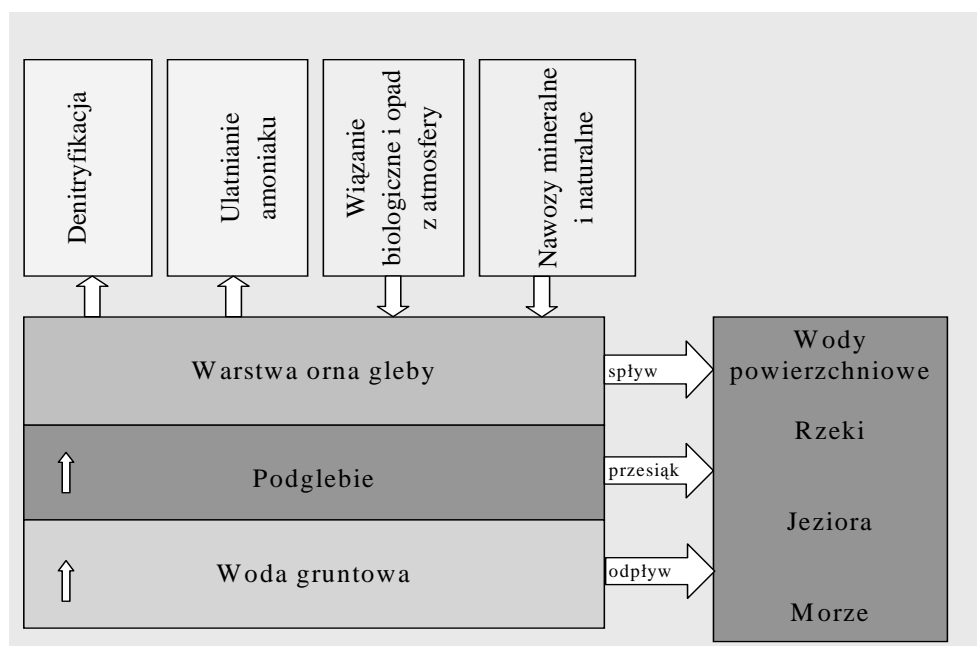 Denitryfikacja
Ulatnianie
amoniaku
Wiązanie
biologiczne i opad
z atmosfery
Nawozy mineralne
i naturalne
Warstwa orna gleby
spływ
Wody
powierzchniowe
Rzeki
Podglebie
przesiąk
Jeziora
Woda gruntowa
odpływ
Morze